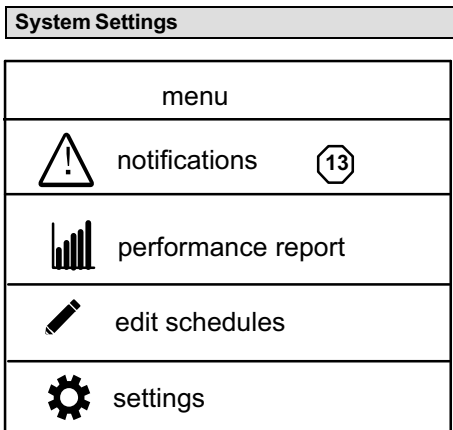 System Settings
menu
! notifications 13
performance report
edit schedules
settings